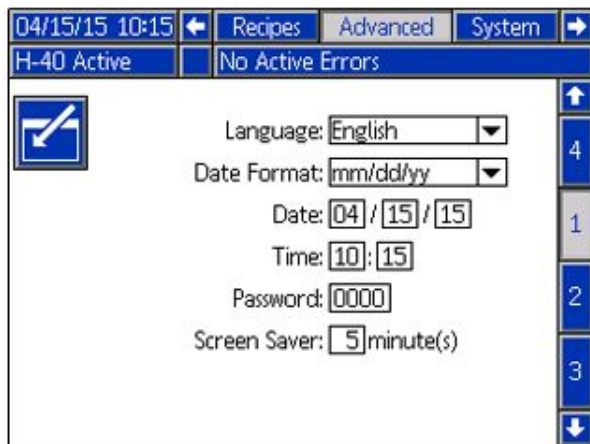 04/15/15 10:15 Recipes Advanced System
H-40 Active No Active Errors
Language: English
Date Format: mm/dd/yy
Date: 04 / 15 / 15
Time: 10 : 15
Password: 0000
Screen Saver: 5 minute(s)
4
1
2
3